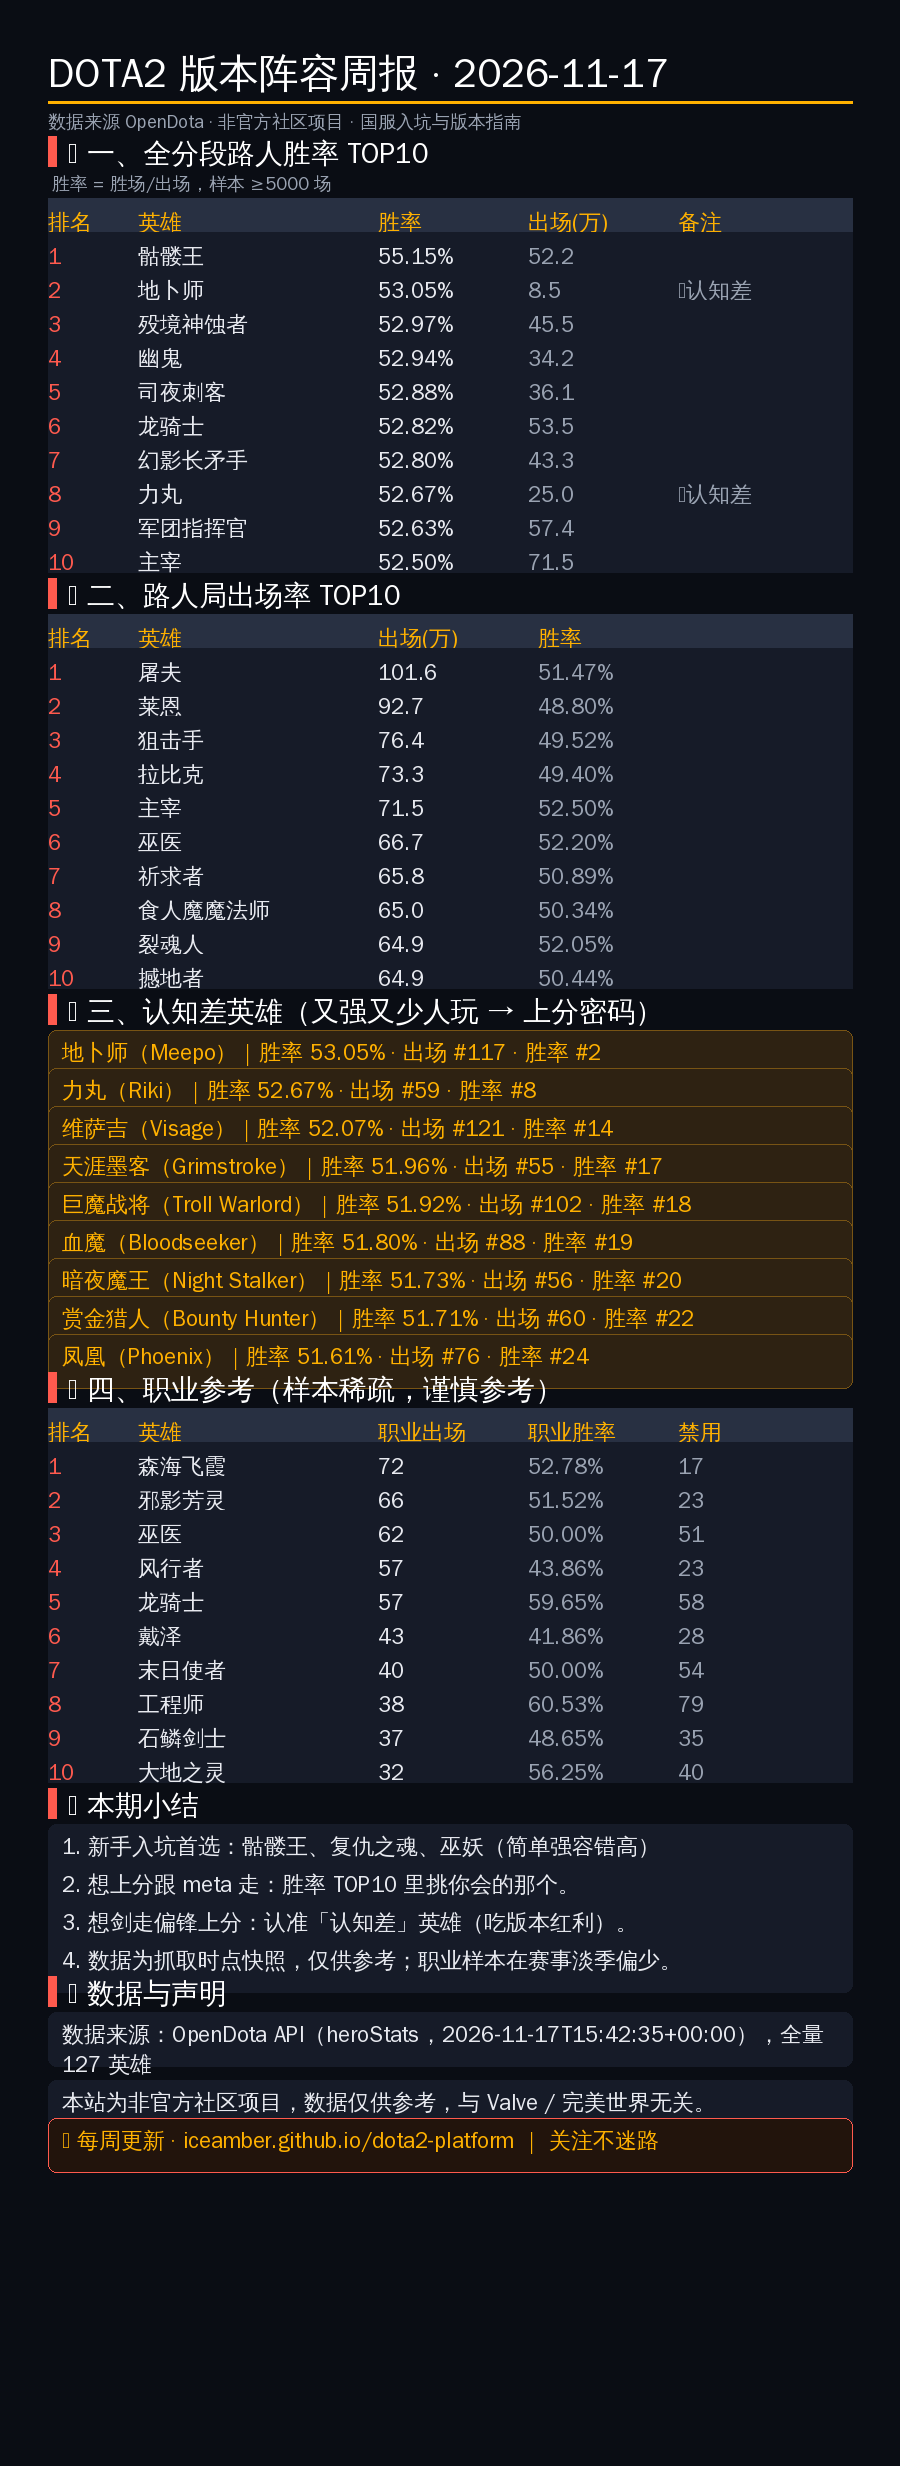 DOTA2 版本阵容周报 · 2026-11-17
数据来源 OpenDota · 非官方社区项目 · 国服入坑与版本指南
一、全分段路人胜率 TOP10
胜率 = 胜场/出场，样本 ≥5000 场
排名 英雄 胜率 出场(万) 备注
1 骷髅王 55.15% 52.2
2 地卜师 53.05% 8.5 认知差
3 殁境神蚀者 52.97% 45.5
4 幽鬼 52.94% 34.2
5 司夜刺客 52.88% 36.1
6 龙骑士 52.82% 53.5
7 幻影长矛手 52.80% 43.3
8 力丸 52.67% 25.0 认知差
9 军团指挥官 52.63% 57.4
10 主宰 52.50% 71.5
二、路人局出场率 TOP10
排名 英雄 出场(万) 胜率
1 屠夫 101.6 51.47%
2 莱恩 92.7 48.80%
3 狙击手 76.4 49.52%
4 拉比克 73.3 49.40%
5 主宰 71.5 52.50%
6 巫医 66.7 52.20%
7 祈求者 65.8 50.89%
8 食人魔魔法师 65.0 50.34%
9 裂魂人 64.9 52.05%
10 撼地者 64.9 50.44%
三、认知差英雄（又强又少人玩 → 上分密码）
地卜师（Meepo）｜胜率 53.05% · 出场 #117 · 胜率 #2
力丸（Riki）｜胜率 52.67% · 出场 #59 · 胜率 #8
维萨吉（Visage）｜胜率 52.07% · 出场 #121 · 胜率 #14
天涯墨客（Grimstroke）｜胜率 51.96% · 出场 #55 · 胜率 #17
巨魔战将（Troll Warlord）｜胜率 51.92% · 出场 #102 · 胜率 #18
血魔（Bloodseeker）｜胜率 51.80% · 出场 #88 · 胜率 #19
暗夜魔王（Night Stalker）｜胜率 51.73% · 出场 #56 · 胜率 #20
赏金猎人（Bounty Hunter）｜胜率 51.71% · 出场 #60 · 胜率 #22
凤凰（Phoenix）｜胜率 51.61% · 出场 #76 · 胜率 #24
四、职业参考（样本稀疏，谨慎参考）
排名 英雄 职业出场 职业胜率 禁用
1 森海飞霞 72 52.78% 17
2 邪影芳灵 66 51.52% 23
3 巫医 62 50.00% 51
4 风行者 57 43.86% 23
5 龙骑士 57 59.65% 58
6 戴泽 43 41.86% 28
7 末日使者 40 50.00% 54
8 工程师 38 60.53% 79
9 石鳞剑士 37 48.65% 35
10 大地之灵 32 56.25% 40
本期小结
1. 新手入坑首选：骷髅王、复仇之魂、巫妖（简单强容错高）
2. 想上分跟 meta 走：胜率 TOP10 里挑你会的那个。
3. 想剑走偏锋上分：认准「认知差」英雄（吃版本红利）。
4. 数据为抓取时点快照，仅供参考；职业样本在赛事淡季偏少。
数据与声明
数据来源：OpenDota API（heroStats，2026-11-17T15:42:35+00:00），全量
127 英雄
本站为非官方社区项目，数据仅供参考，与 Valve / 完美世界无关。
每周更新 · iceamber.github.io/dota2-platform ｜ 关注不迷路